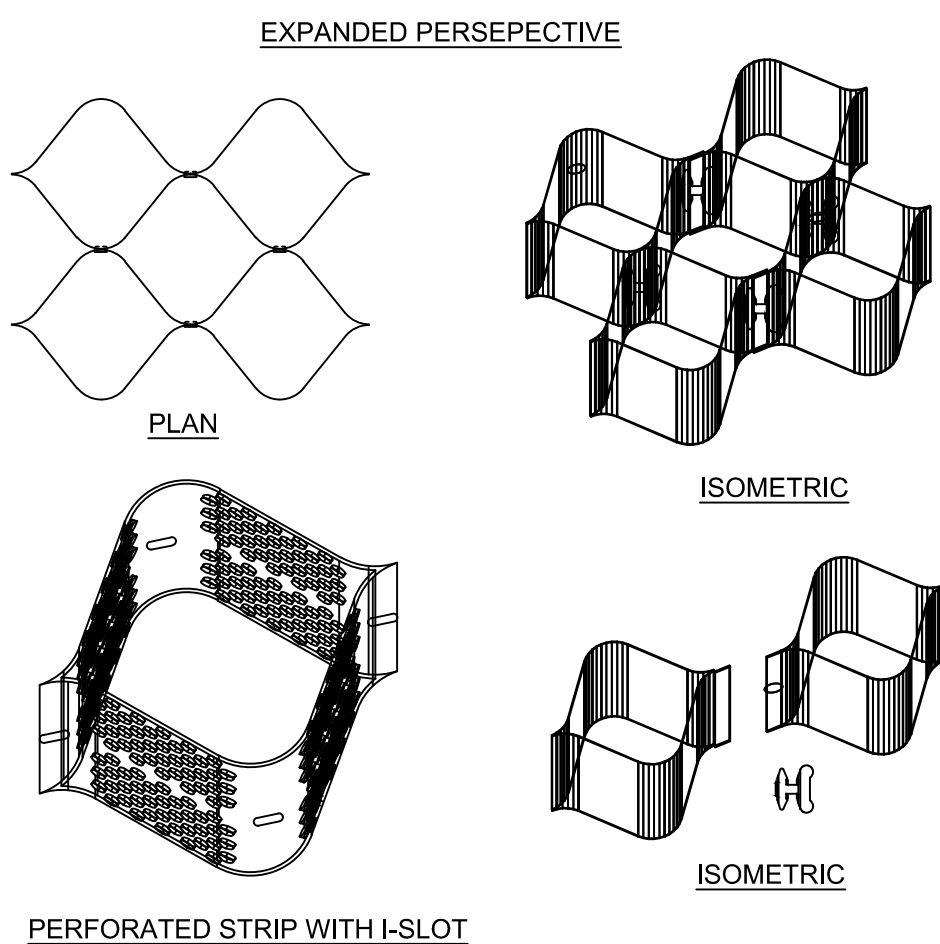 EXPANDED PERSEPECTIVE
PLAN
ISOMETRIC
ISOMETRIC
PERFORATED STRIP WITH I-SLOT